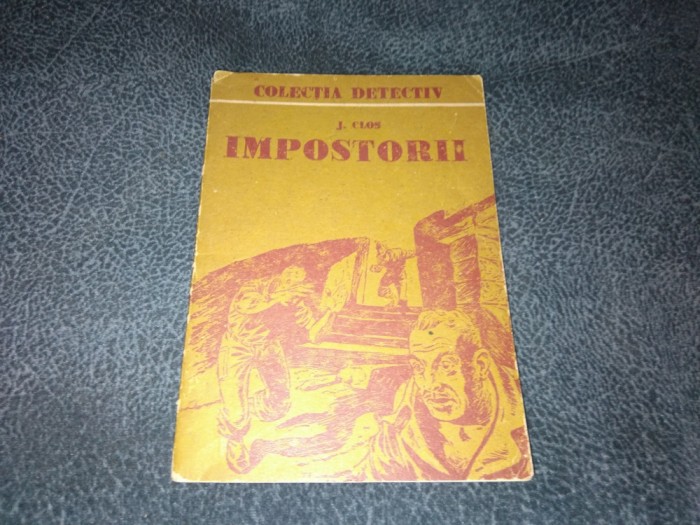 COLECTIA DETECTIV
J. CLOS
IMPOSTORII